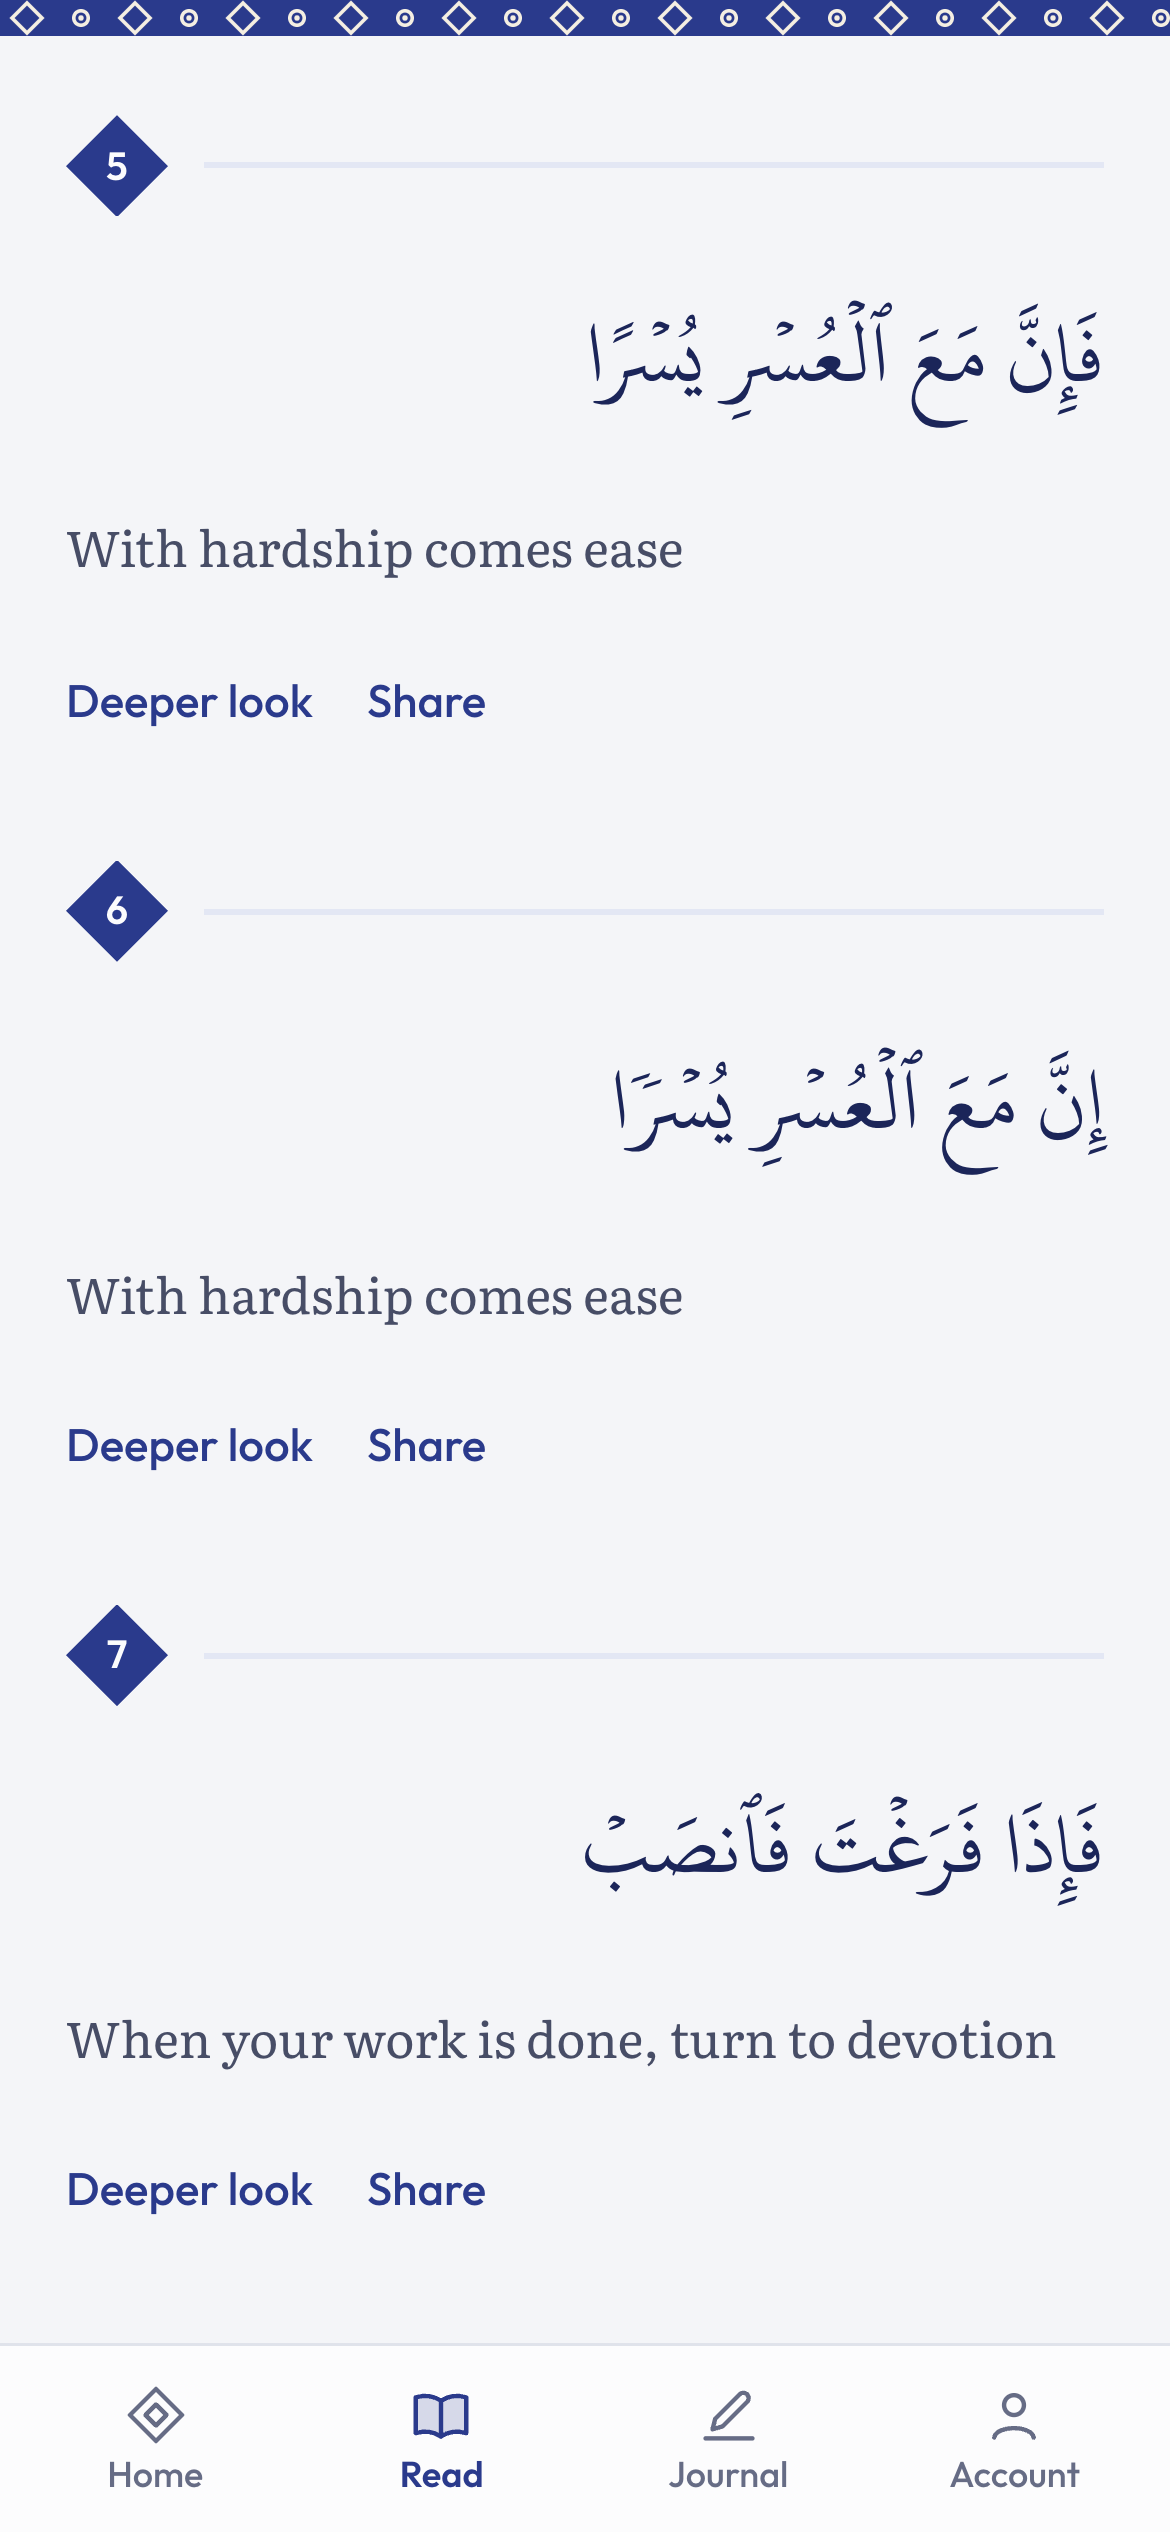 5
فَإِنَّ مَعَ ٱلْعُسْرِ يُسْرًا
With hardship comes ease
Deeper look Share
6
إِنَّ مَعَ ٱلْعُسْرِ يُسْرَۭا
With hardship comes ease
Deeper look Share
7
فَإِذَا فَرَغْتَ فَٱنصَبْ
When your work is done, turn to devotion
Deeper look Share
Home Read Journal Account